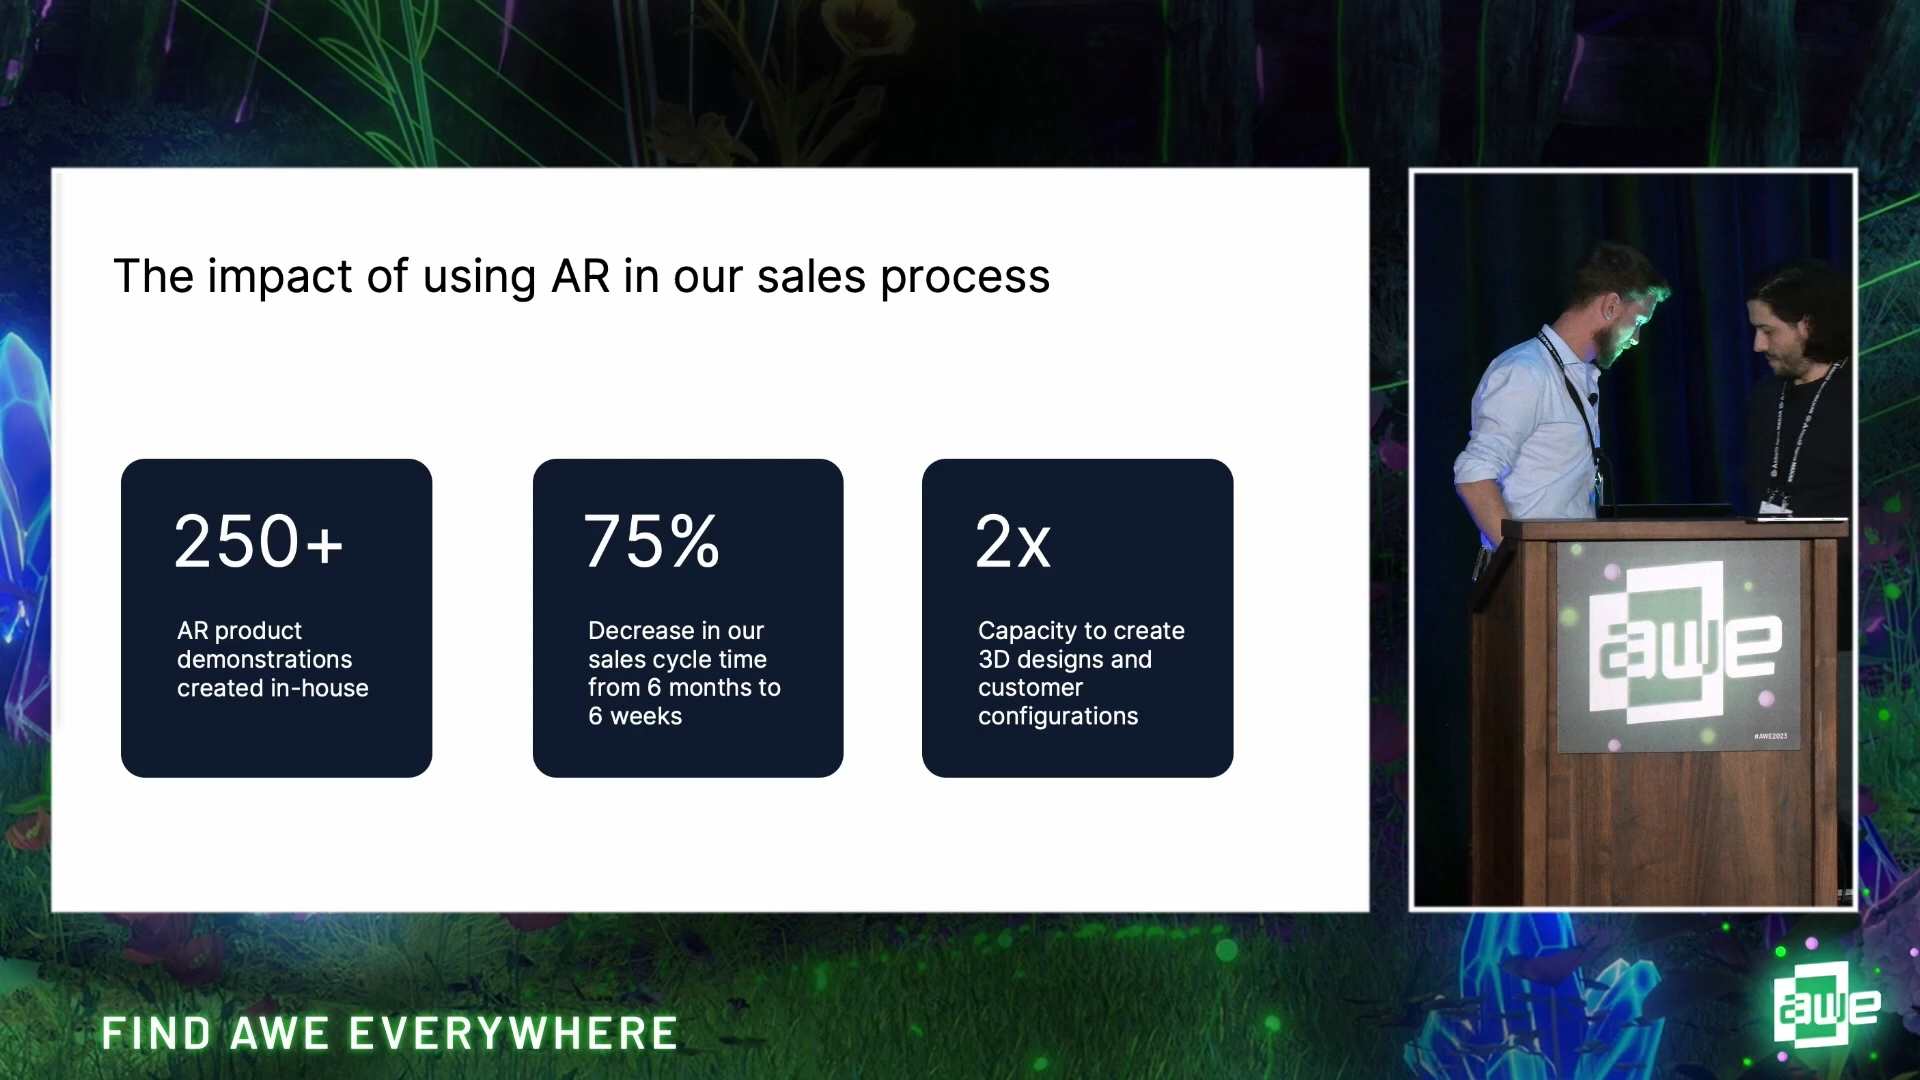 The impact of using AR in our sales process
250+
AR product
demonstrations
created in-house
75%
Decrease in our
sales cycle time
from 6 months to
6 weeks
2x
Capacity to create
3D designs and
customer
configurations
awe
#AWE2023
FIND AWE EVERYWHERE
awe